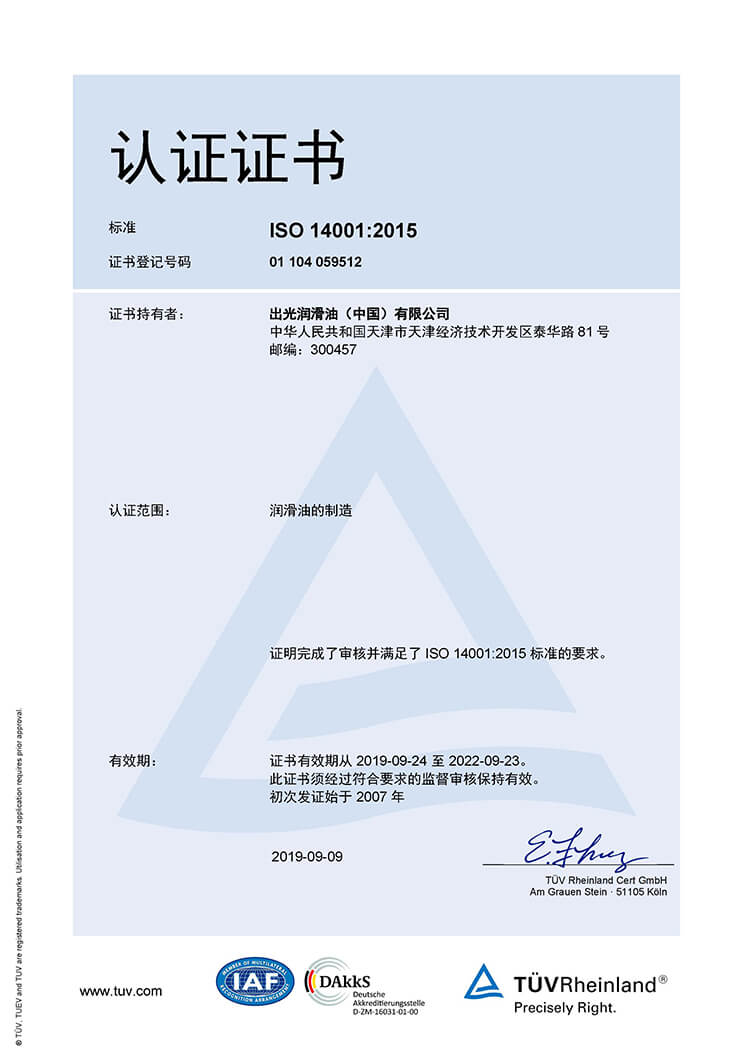 认证证书
标准 ISO 14001:2015
证书登记号码 01 104 059512
证书持有者: 出光润滑油（中国）有限公司
中华人民共和国天津市天津经济技术开发区泰华路 81 号
邮编: 300457
认证范围: 润滑油的制造
证明完成了审核并满足了 ISO 14001:2015 标准的要求。
有效期: 证书有效期从 2019-09-24 至 2022-09-23。
此证书须经过符合要求的监督审核保持有效。
初次发证始于 2007 年
2019-09-09
TÜV Rheinland Cert GmbH
Am Grauen Stein · 51105 Köln
® TÜV, TUEV and TUV are registered trademarks. Utilisation and application requires prior approval.
www.tuv.com
MEMBER OF MULTILATERAL
IAF
RECOGNITION ARRANGEMENT
DAkkS
Deutsche
Akkreditierungsstelle
D-ZM-16031-01-00
TÜVRheinland®
Precisely Right.